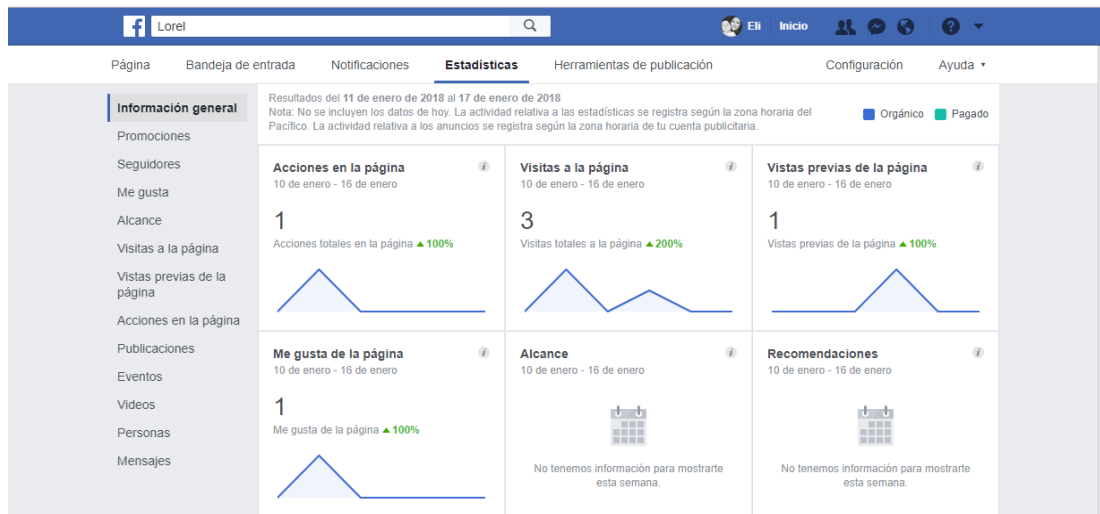 f Lorel Eli Inicio ?
Página Bandeja de entrada Notificaciones Estadísticas Herramientas de publicación Configuración Ayuda
Información general
Promociones
Seguidores
Me gusta
Alcance
Visitas a la página
Vistas previas de la
página
Acciones en la página
Publicaciones
Eventos
Videos
Personas
Mensajes
Resultados del 11 de enero de 2018 al 17 de enero de 2018
Nota: No se incluyen los datos de hoy. La actividad relativa a las estadísticas se registra según la zona horaria del
Pacífico. La actividad relativa a los anuncios se registra según la zona horaria de tu cuenta publicitaria.
Orgánico Pagado
Acciones en la página i
10 de enero - 16 de enero
1
Acciones totales en la página ▲100%
Visitas a la página i
10 de enero - 16 de enero
3
Visitas totales a la página ▲200%
Vistas previas de la página i
10 de enero - 16 de enero
1
Vistas previas de la página ▲100%
Me gusta de la página i
10 de enero - 16 de enero
1
Me gusta de la página ▲100%
Alcance i
10 de enero - 16 de enero
No tenemos información para mostrarte
esta semana.
Recomendaciones i
10 de enero - 16 de enero
No tenemos información para mostrarte
esta semana.